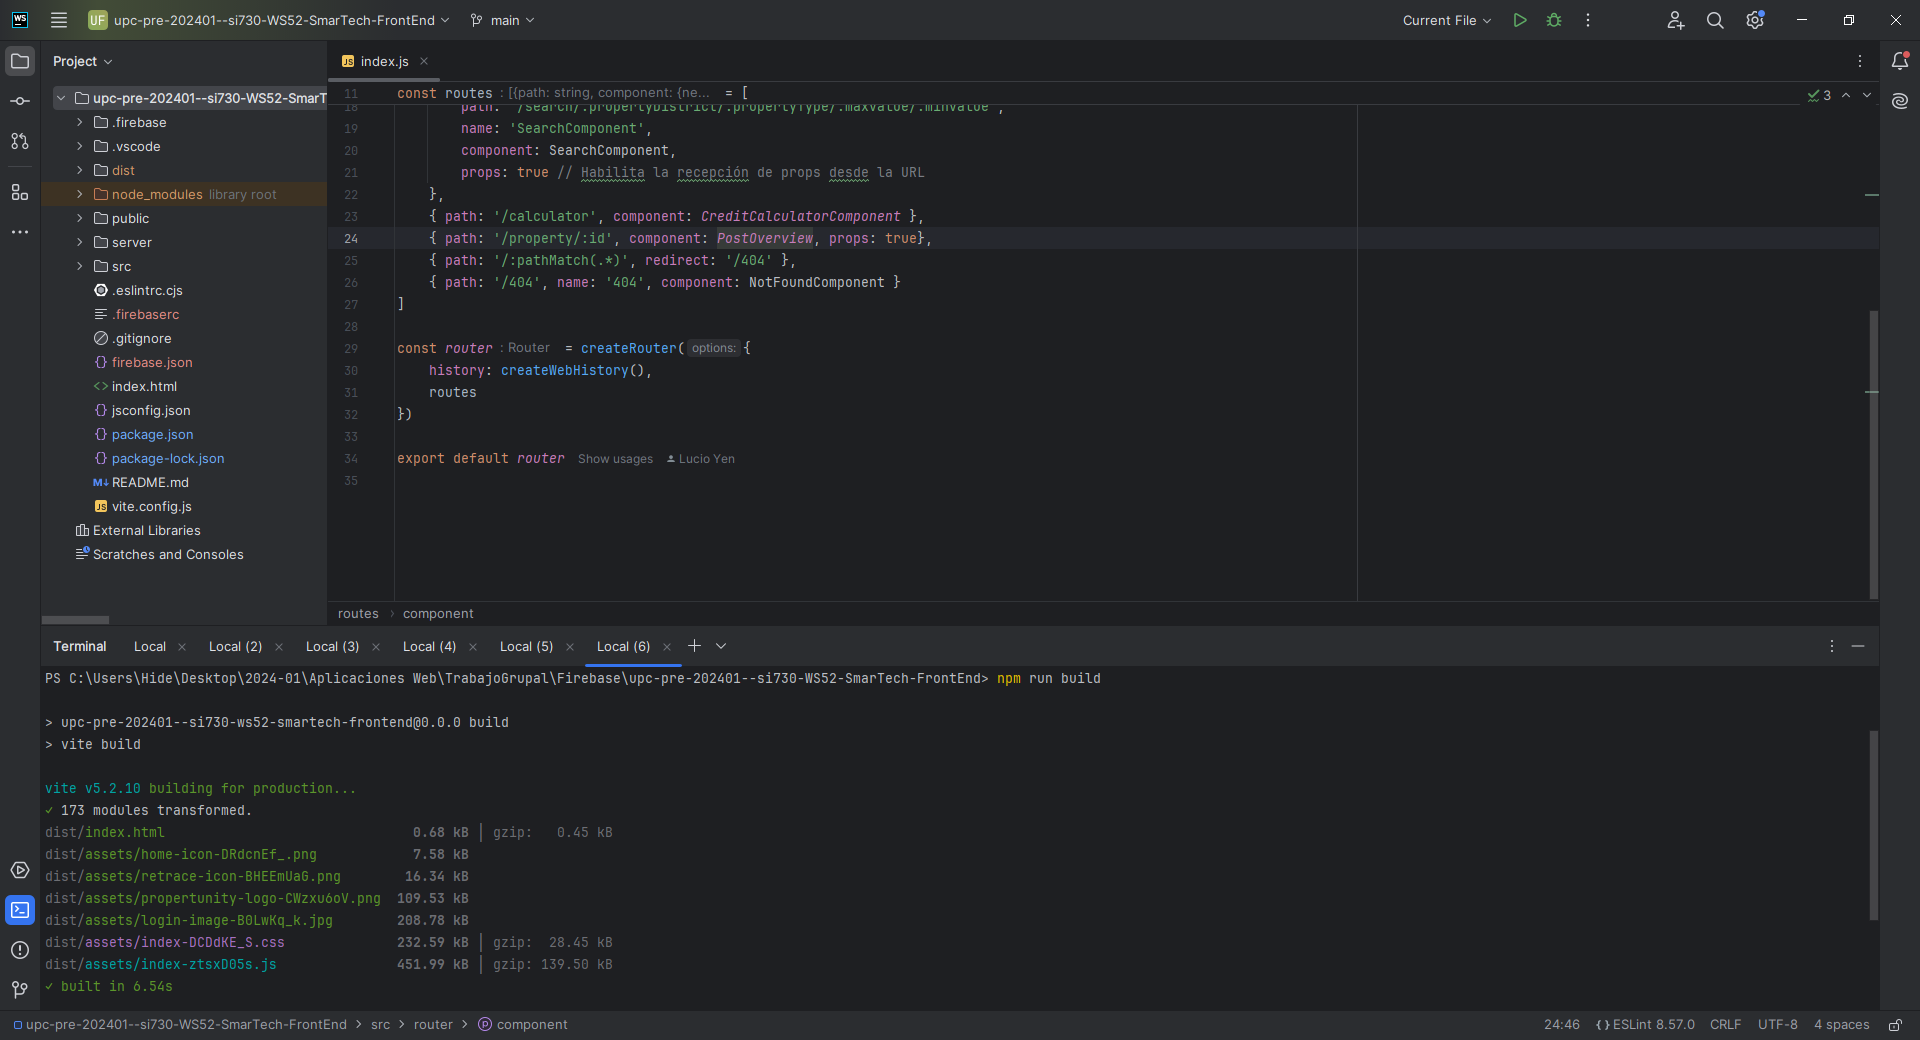 WS
UF upc-pre-202401--si730-WS52-SmarTech-FrontEnd main Current File
Project
upc-pre-202401--si730-WS52-SmarT
.firebase
.vscode
dist
node_modules library root
public
server
src
.eslintrc.cjs
.firebaserc
.gitignore
firebase.json
index.html
jsconfig.json
package.json
package-lock.json
README.md
vite.config.js
External Libraries
Scratches and Consoles
JS index.js
3
11 const routes : [{path: string, component: {ne... = [
18 path: '/search/:propertyDistrict/:propertyType/:maxValue/:minValue',
19 name: 'SearchComponent',
20 component: SearchComponent,
21 props: true // Habilita la recepción de props desde la URL
22 },
23 { path: '/calculator', component: CreditCalculatorComponent },
24 { path: '/property/:id', component: PostOverview, props: true},
25 { path: '/:pathMatch(.*)', redirect: '/404' },
26 { path: '/404', name: '404', component: NotFoundComponent }
27 ]
28
29 const router : Router = createRouter( options: {
30 history: createWebHistory(),
31 routes
32 })
33
34 export default router Show usages Lucio Yen
35
routes › component
Terminal Local Local (2) Local (3) Local (4) Local (5) Local (6)
PS C:\Users\Hide\Desktop\2024-01\Aplicaciones Web\TrabajoGrupal\Firebase\upc-pre-202401--si730-WS52-SmarTech-FrontEnd> npm run build
> upc-pre-202401--si730-ws52-smartech-frontend@0.0.0 build
> vite build
vite v5.2.10 building for production...
✓ 173 modules transformed.
dist/index.html 0.68 kB │ gzip: 0.45 kB
dist/assets/home-icon-DRdcnEf_.png 7.58 kB
dist/assets/retrace-icon-BHEEmUaG.png 16.34 kB
dist/assets/propertunity-logo-CWzxu6oV.png 109.53 kB
dist/assets/login-image-B0LwKq_k.jpg 208.78 kB
dist/assets/index-DCDdKE_S.css 232.59 kB │ gzip: 28.45 kB
dist/assets/index-ztsxD05s.js 451.99 kB │ gzip: 139.50 kB
✓ built in 6.54s
upc-pre-202401--si730-WS52-SmarTech-FrontEnd > src > router > component 24:46 {} ESLint 8.57.0 CRLF UTF-8 4 spaces